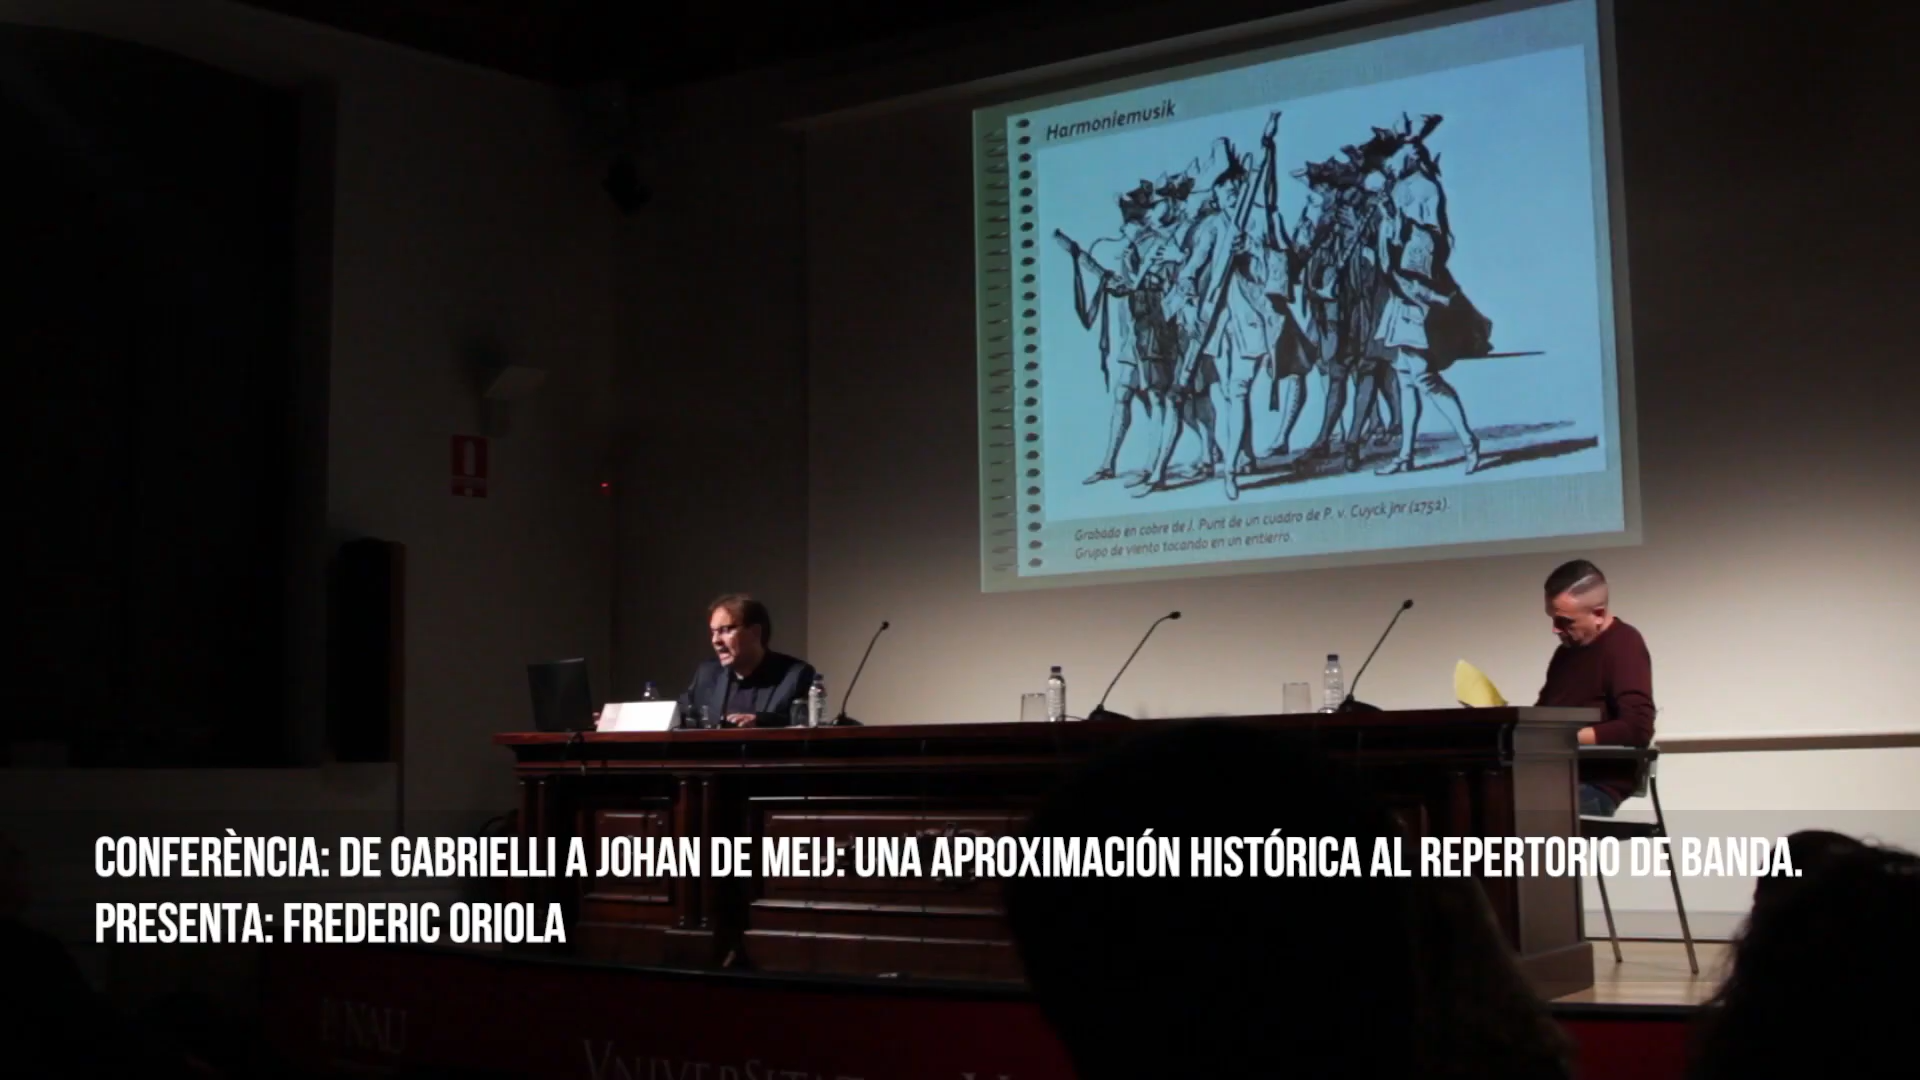 Harmoniemusik
Grabado en cobre de J. Punt de un cuadro de P. v. Cuyck jnr (1752).
Grupo de viento tocando en un entierro.
CONFERÈNCIA: DE GABRIELLI A JOHAN DE MEIJ: UNA APROXIMACIÓN HISTÓRICA AL REPERTORIO DE BANDA.
PRESENTA: FREDERIC ORIOLA